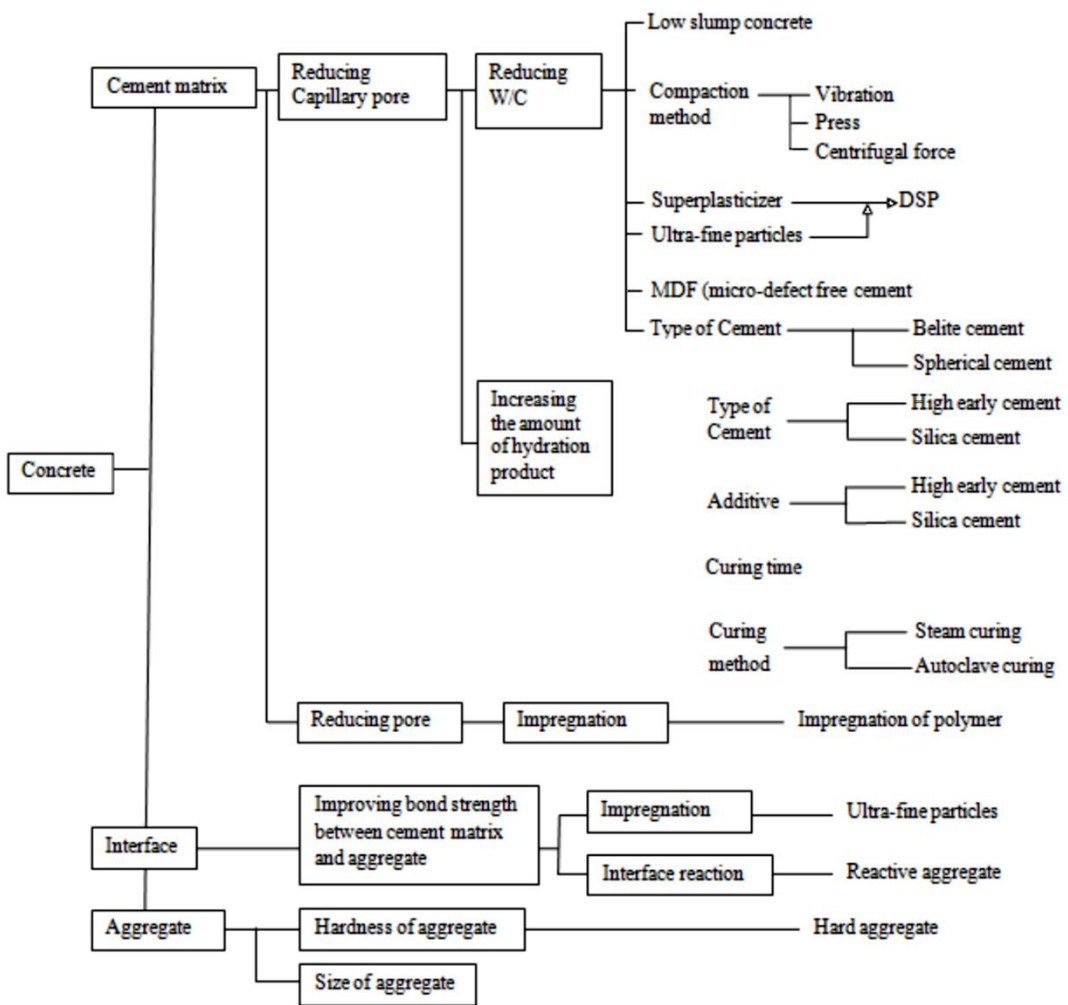 Low slump concrete
Cement matrix
Reducing
Capillary pore
Reducing
W/C
Compaction
method
Vibration
Press
Centrifugal force
Superplasticizer
DSP
Ultra-fine particles
MDF (micro-defect free cement
Type of Cement
Belite cement
Spherical cement
Increasing
the amount
of hydration
product
Type of
Cement
High early cement
Silica cement
Concrete
Additive
High early cement
Silica cement
Curing time
Curing
method
Steam curing
Autoclave curing
Reducing pore
Impregnation
Impregnation of polymer
Interface
Improving bond strength
between cement matrix
and aggregate
Impregnation
Ultra-fine particles
Interface reaction
Reactive aggregate
Aggregate
Hardness of aggregate
Hard aggregate
Size of aggregate